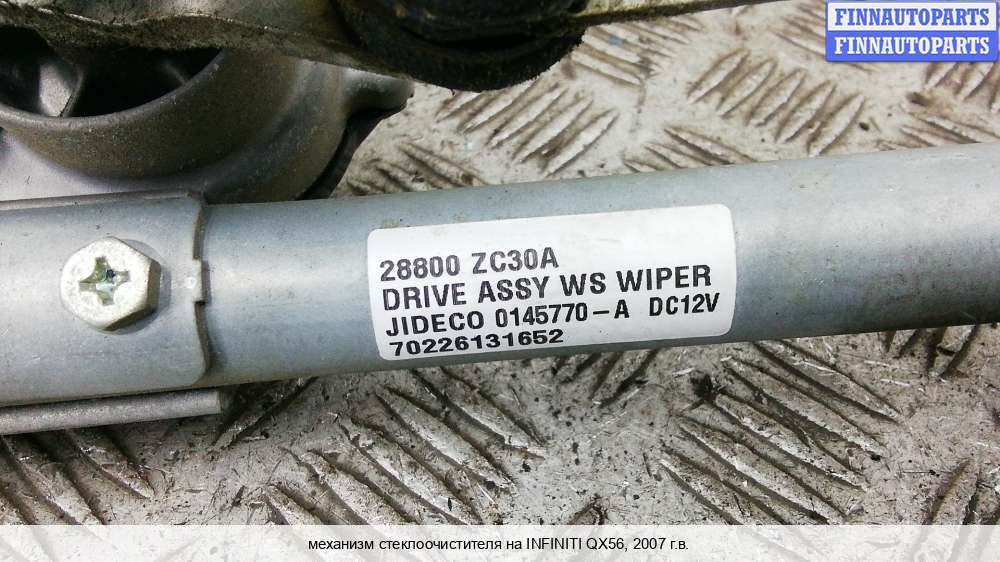 FINNAUTOPARTS
FINNAUTOPARTS
28800 ZC30A
DRIVE ASSY WS WIPER
JIDECO 0145770-A DC12V
70226131652
механизм стеклоочистителя на INFINITI QX56, 2007 г.в.